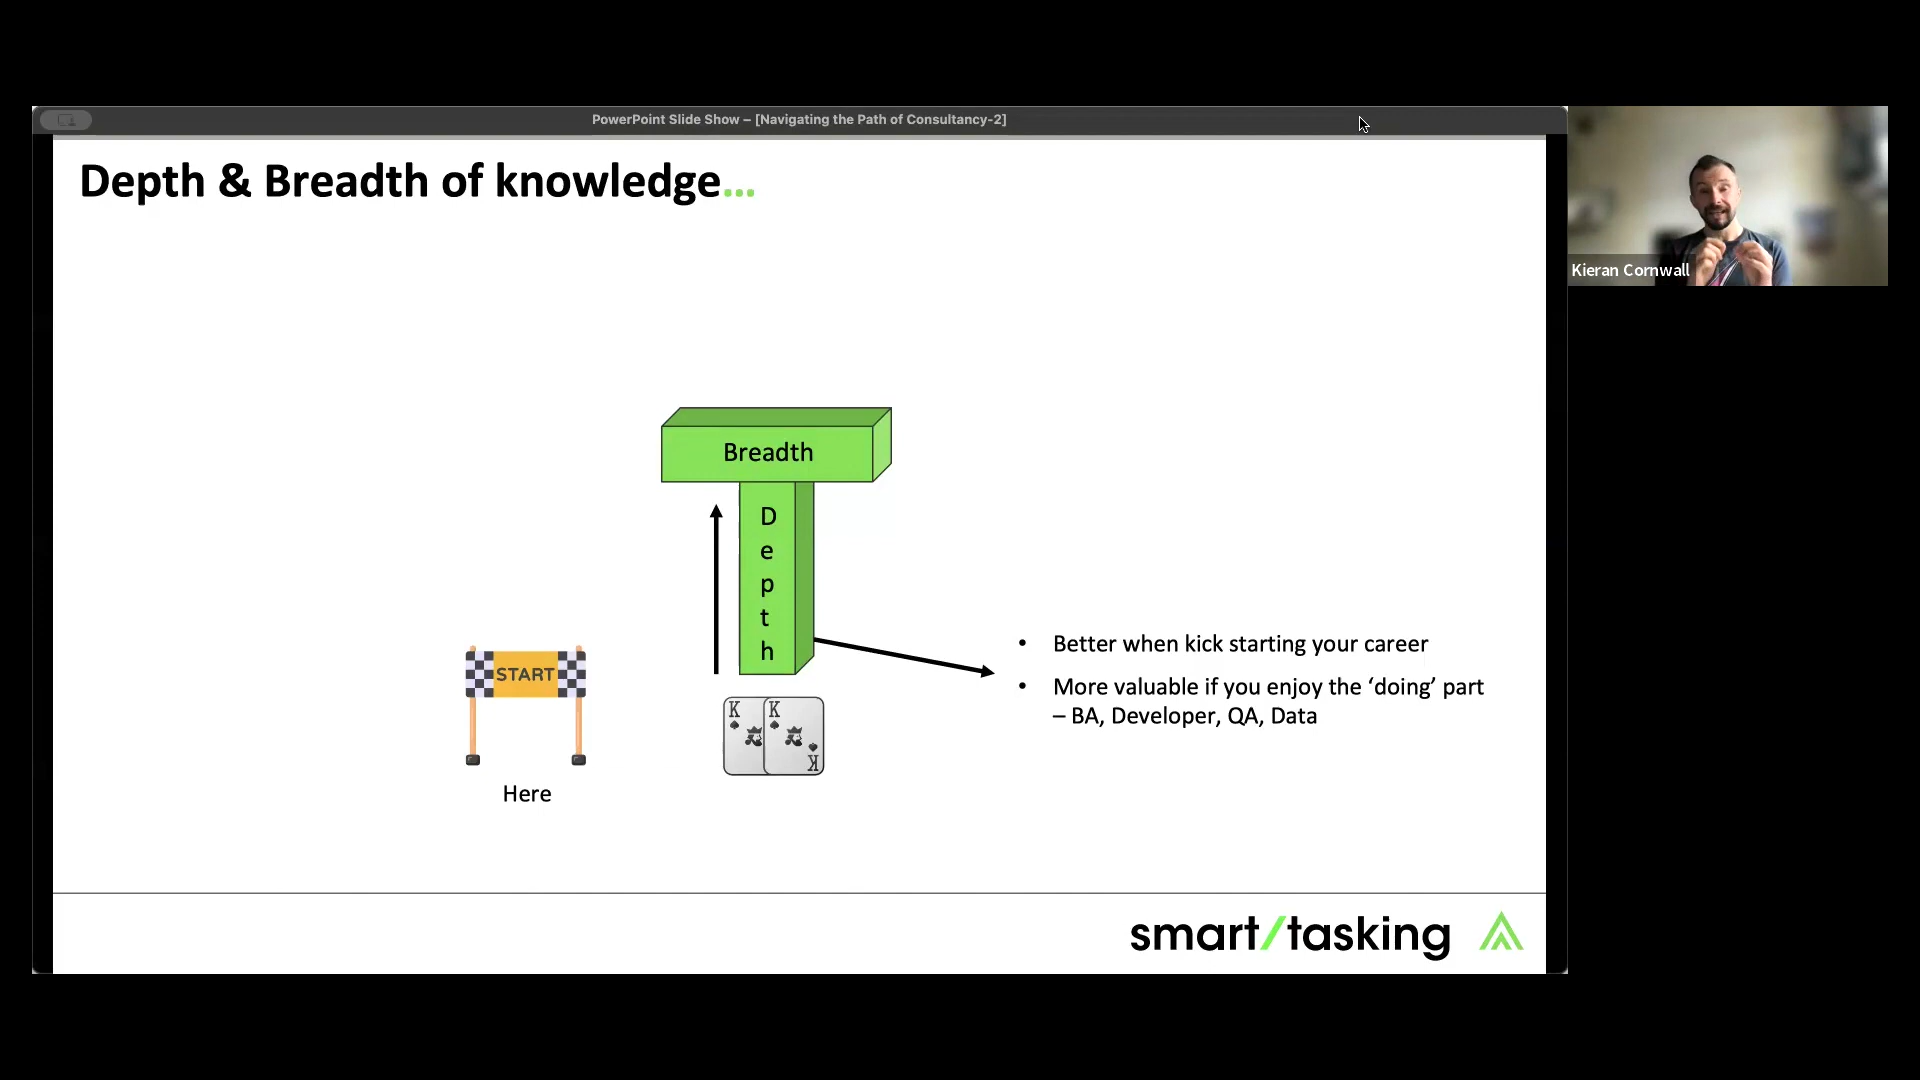 PowerPoint Slide Show – [Navigating the Path of Consultancy-2]
Depth & Breadth of knowledge...
Kieran Cornwall
Breadth
D
e
p
t
h
START
Here
K
K
K
• Better when kick starting your career
• More valuable if you enjoy the ‘doing’ part
– BA, Developer, QA, Data
smart/tasking